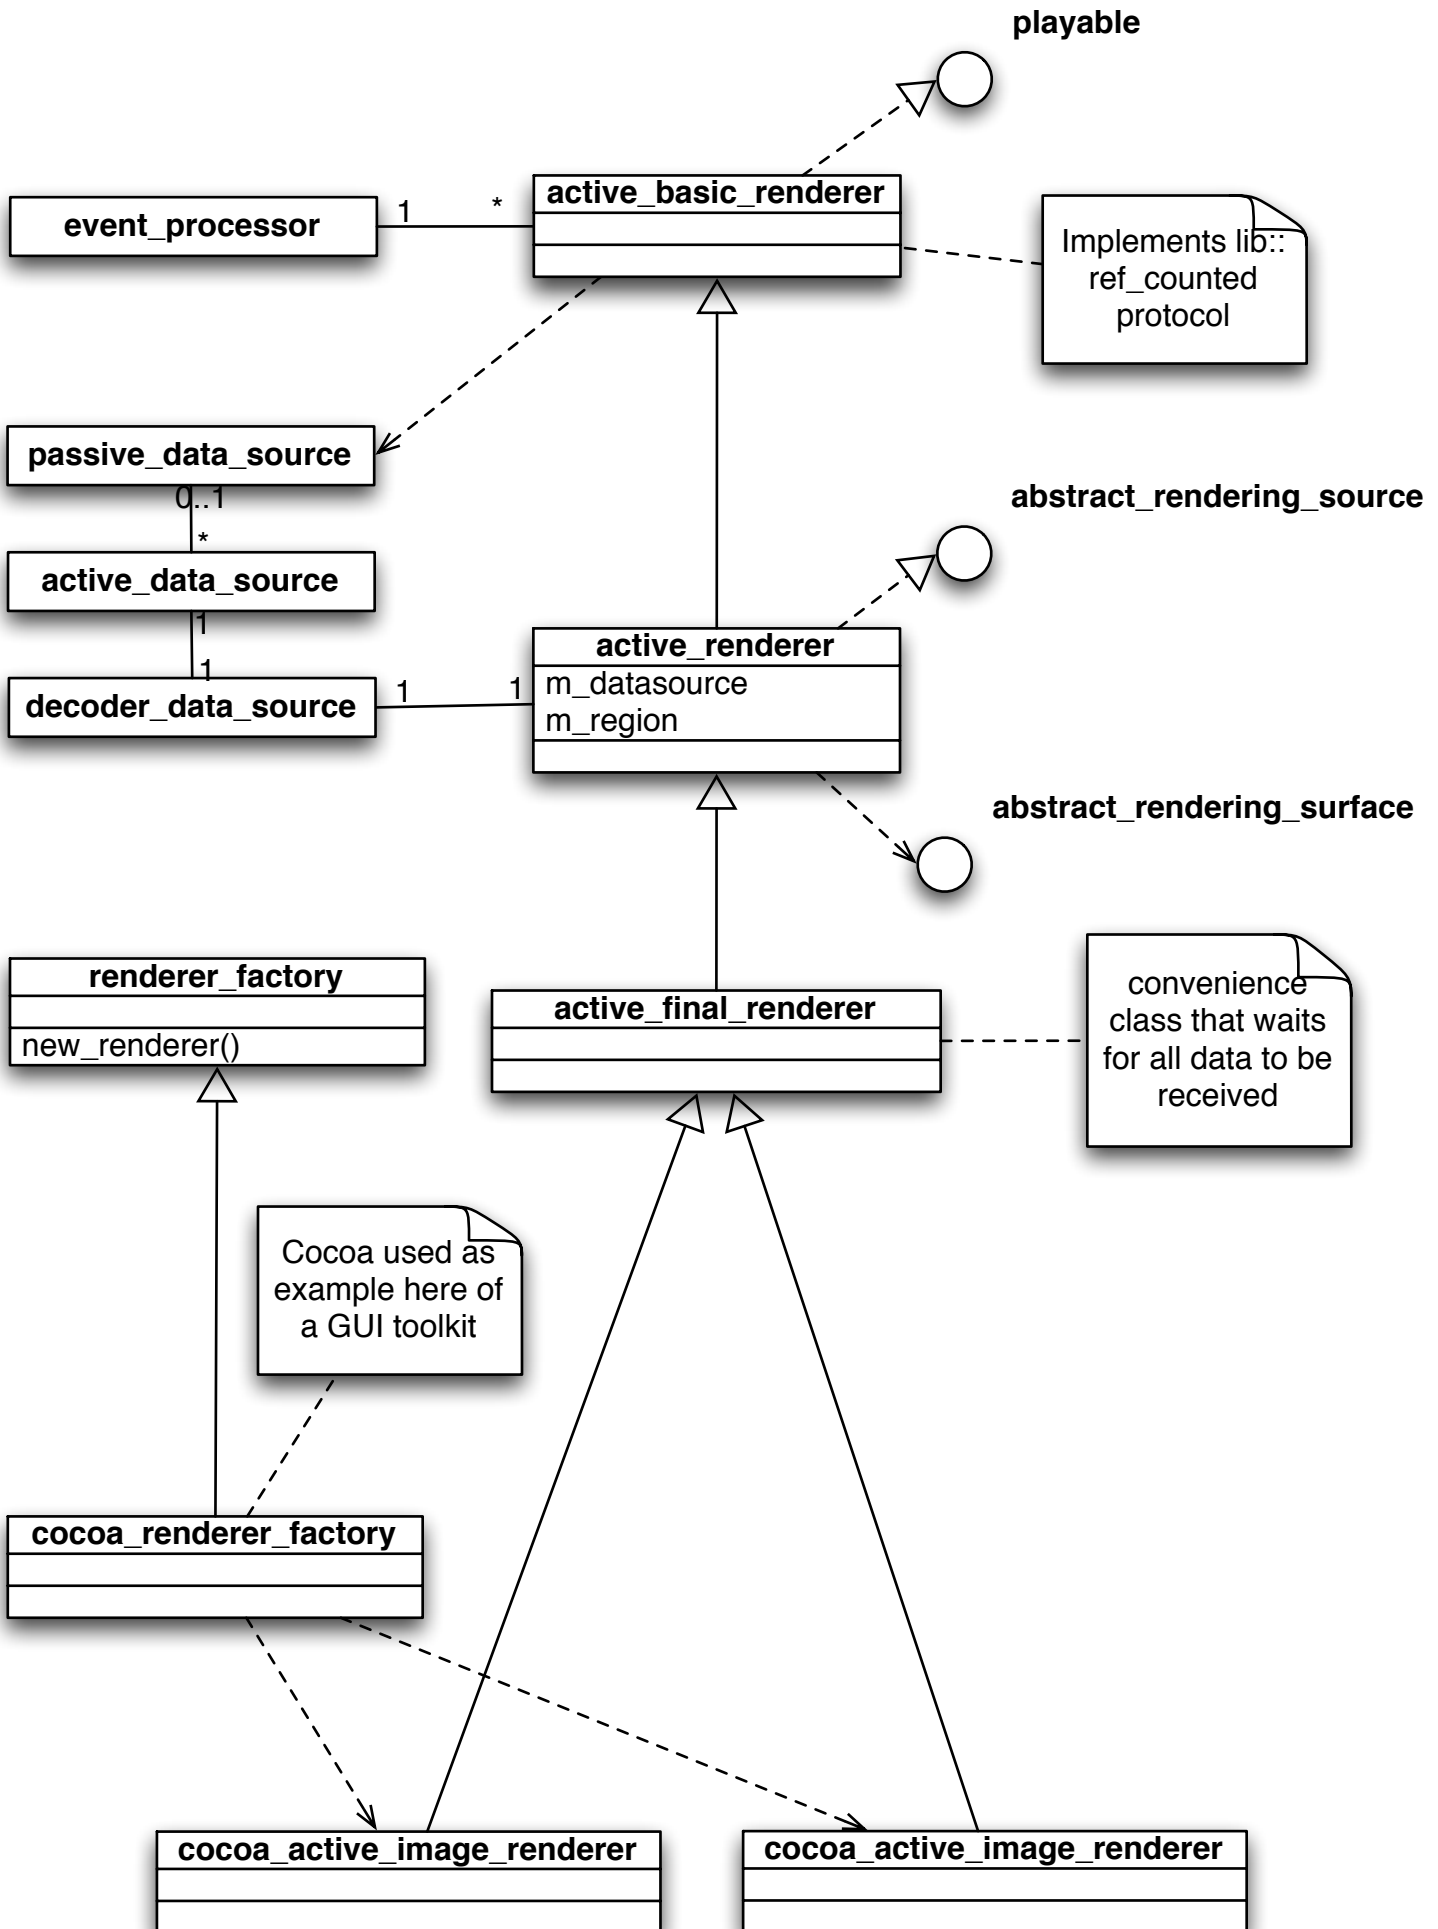 playable
active_basic_renderer
event_processor
1
*
Implements lib::
ref_counted
protocol
passive_data_source
0..1
*
active_data_source
1
1
decoder_data_source
1
1
abstract_rendering_source
active_renderer
m_datasource
m_region
abstract_rendering_surface
renderer_factory
new_renderer()
active_final_renderer
convenience
class that waits
for all data to be
received
Cocoa used as
example here of
a GUI toolkit
cocoa_renderer_factory
cocoa_active_image_renderer
cocoa_active_image_renderer